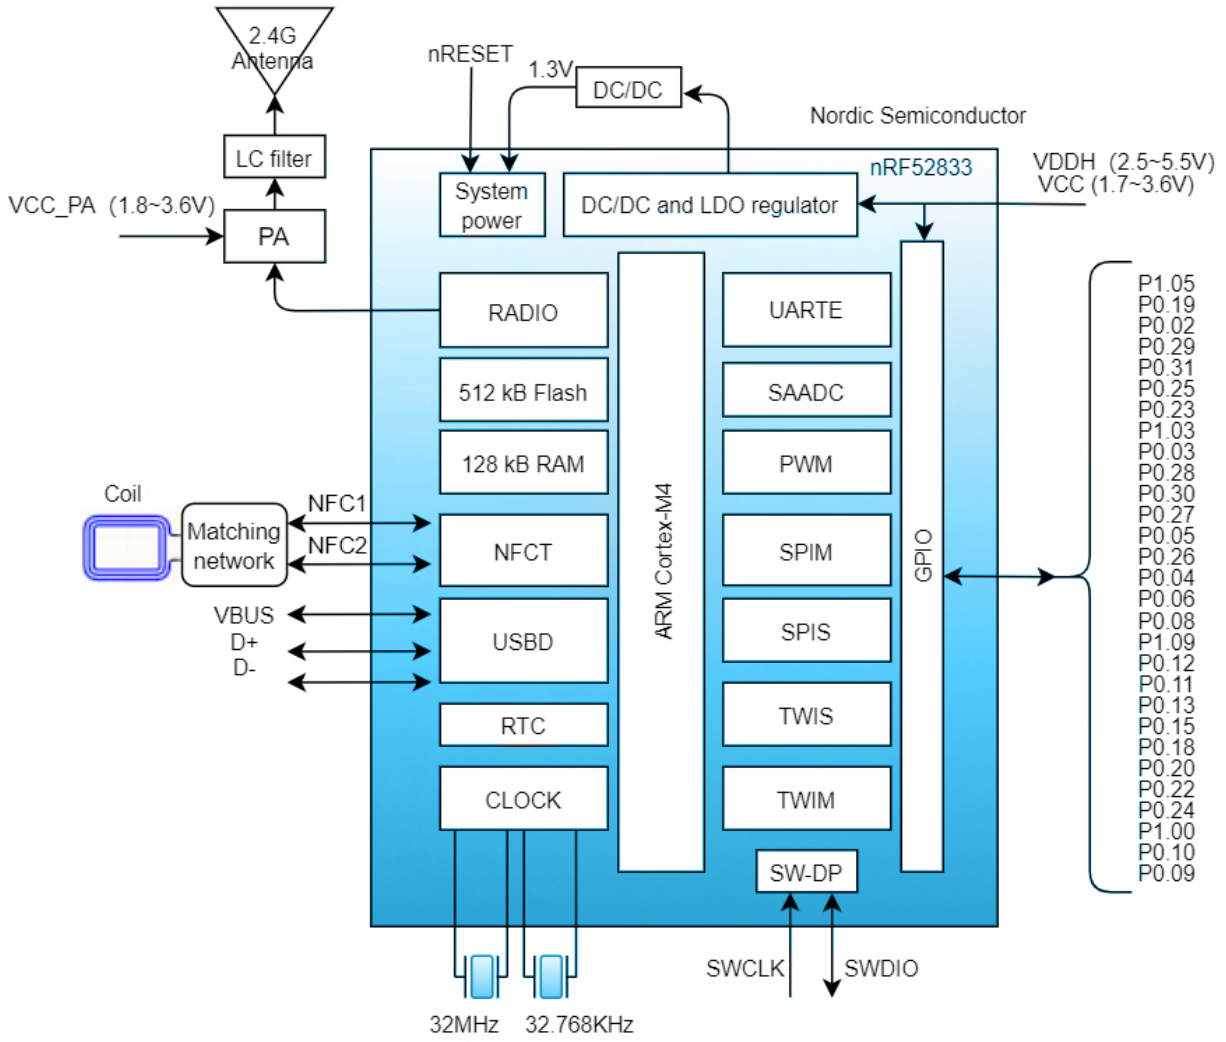 2.4G
Antenna
nRESET
1.3V
DC/DC
Nordic Semiconductor
LC filter
nRF52833
VDDH (2.5~5.5V)
VCC (1.7~3.6V)
System
power
DC/DC and LDO regulator
VCC_PA (1.8~3.6V)
PA
RADIO
UARTE
512 kB Flash
SAADC
128 kB RAM
PWM
Coil
Matching
network
NFC1
NFC2
NFCT
SPIM
ARM Cortex-M4
GPIO
VBUS
D+
D-
USBD
SPIS
RTC
TWIS
CLOCK
TWIM
SW-DP
P1.05
P0.19
P0.02
P0.29
P0.31
P0.25
P0.23
P1.03
P0.03
P0.28
P0.30
P0.27
P0.05
P0.26
P0.04
P0.06
P0.08
P1.09
P0.12
P0.11
P0.13
P0.15
P0.18
P0.20
P0.22
P0.24
P1.00
P0.10
P0.09
SWCLK
SWDIO
32MHz
32.768KHz